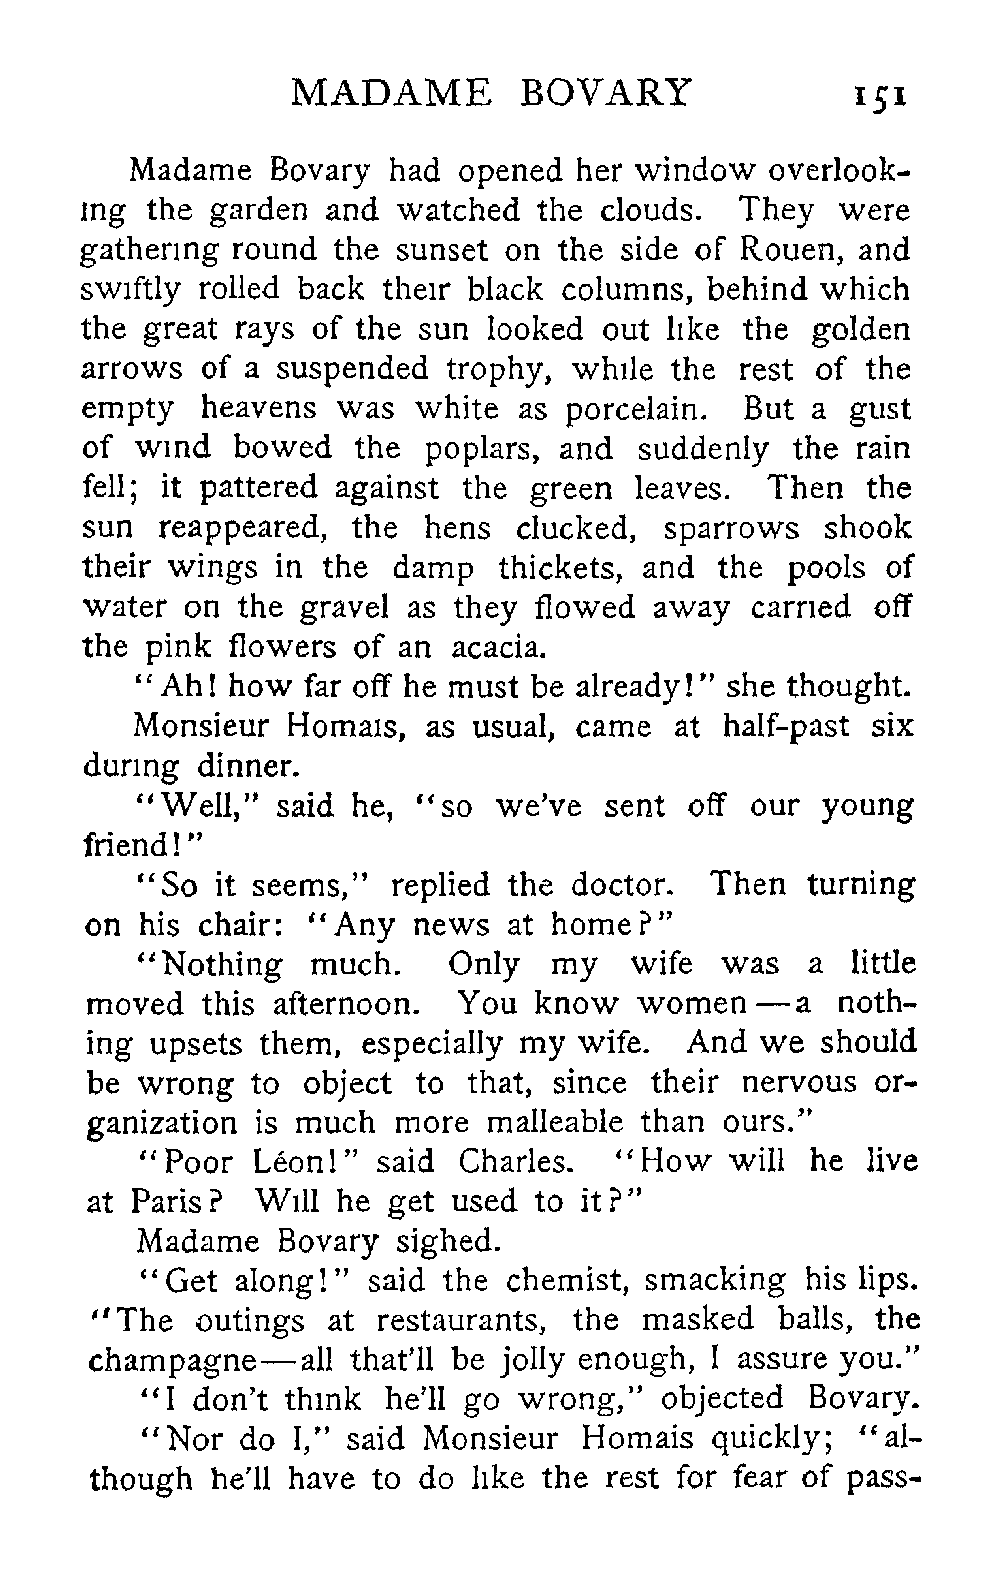 MADAME BOVARY 151
Madame Bovary had opened her window overlook-
ing the garden and watched the clouds. They were
gathering round the sunset on the side of Rouen, and
swiftly rolled back their black columns, behind which
the great rays of the sun looked out like the golden
arrows of a suspended trophy, while the rest of the
empty heavens was white as porcelain. But a gust
of wind bowed the poplars, and suddenly the rain
fell; it pattered against the green leaves. Then the
sun reappeared, the hens clucked, sparrows shook
their wings in the damp thickets, and the pools of
water on the gravel as they flowed away carried off
the pink flowers of an acacia.
"Ah! how far off he must be already!" she thought.
Monsieur Homais, as usual, came at half-past six
during dinner.
"Well," said he, "so we've sent off our young
friend!"
"So it seems," replied the doctor. Then turning
on his chair: "Any news at home?"
"Nothing much. Only my wife was a little
moved this afternoon. You know women—a noth-
ing upsets them, especially my wife. And we should
be wrong to object to that, since their nervous or-
ganization is much more malleable than ours."
"Poor Léon!" said Charles. "How will he live
at Paris? Will he get used to it?"
Madame Bovary sighed.
"Get along!" said the chemist, smacking his lips.
"The outings at restaurants, the masked balls, the
champagne—all that'll be jolly enough, I assure you."
"I don't think he'll go wrong," objected Bovary.
"Nor do I," said Monsieur Homais quickly; "al-
though he'll have to do like the rest for fear of pass-